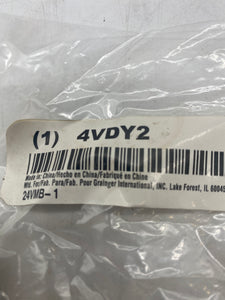 (1) 4VDY2
Made in: China/Hecho en China/Fabriqué en Chine
Mfd. For/Fab. Para/Fab. Pour Grainger International, INC. Lake Forest, IL 60045
24VMB-1